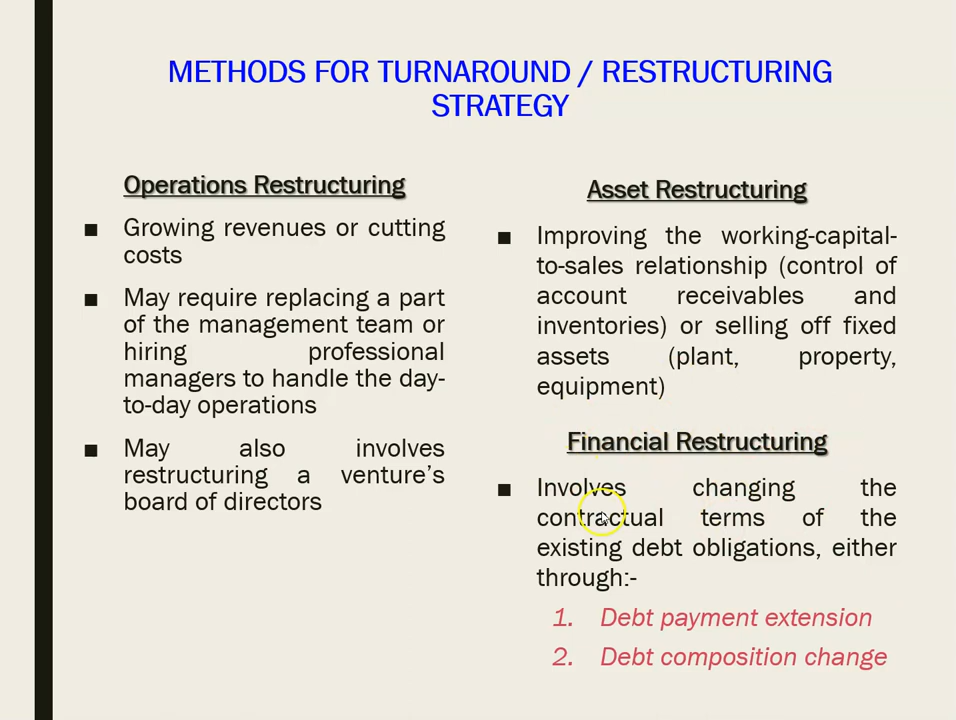 METHODS FOR TURNAROUND / RESTRUCTURING
STRATEGY
Operations Restructuring
■ Growing revenues or cutting
costs
■ May require replacing a part
of the management team or
hiring professional
managers to handle the day-
to-day operations
■ May also involves
restructuring a venture's
board of directors
Asset Restructuring
■ Improving the working-capital-
to-sales relationship (control of
account receivables and
inventories) or selling off fixed
assets (plant, property,
equipment)
Financial Restructuring
■ Involves changing the
contractual terms of the
existing debt obligations, either
through:-
1. Debt payment extension
2. Debt composition change